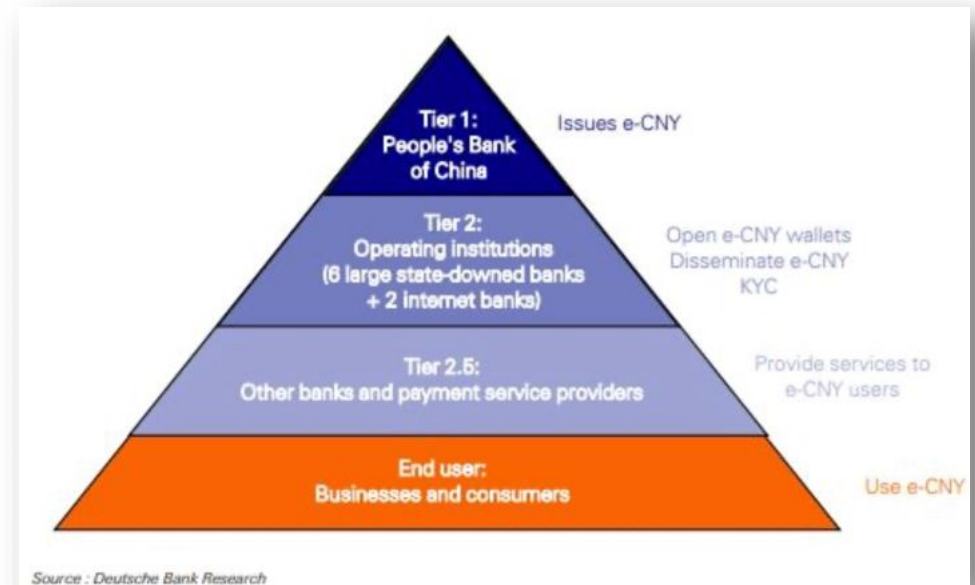 Tier 1:
People's Bank
of China
Issues e-CNY
Tier 2:
Operating institutions
(6 large state-downed banks
+ 2 internet banks)
Open e-CNY wallets
Disseminate e-CNY
KYC
Tier 2.5:
Other banks and payment service providers
Provide services to
e-CNY users
End user:
Businesses and consumers
Use e-CNY
Source : Deutsche Bank Research